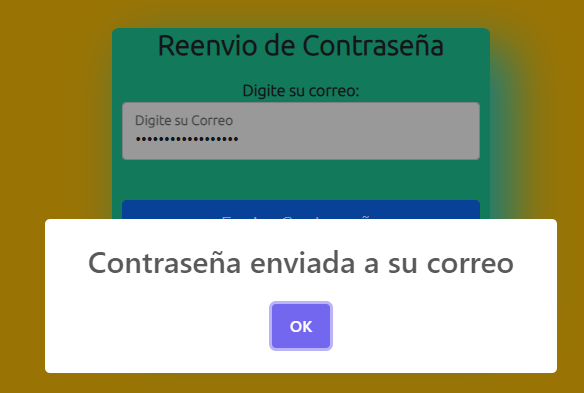 Reenvio de Contraseña
Digite su correo:
Digite su Correo
••••••••••••••••••
Contraseña enviada a su correo
OK